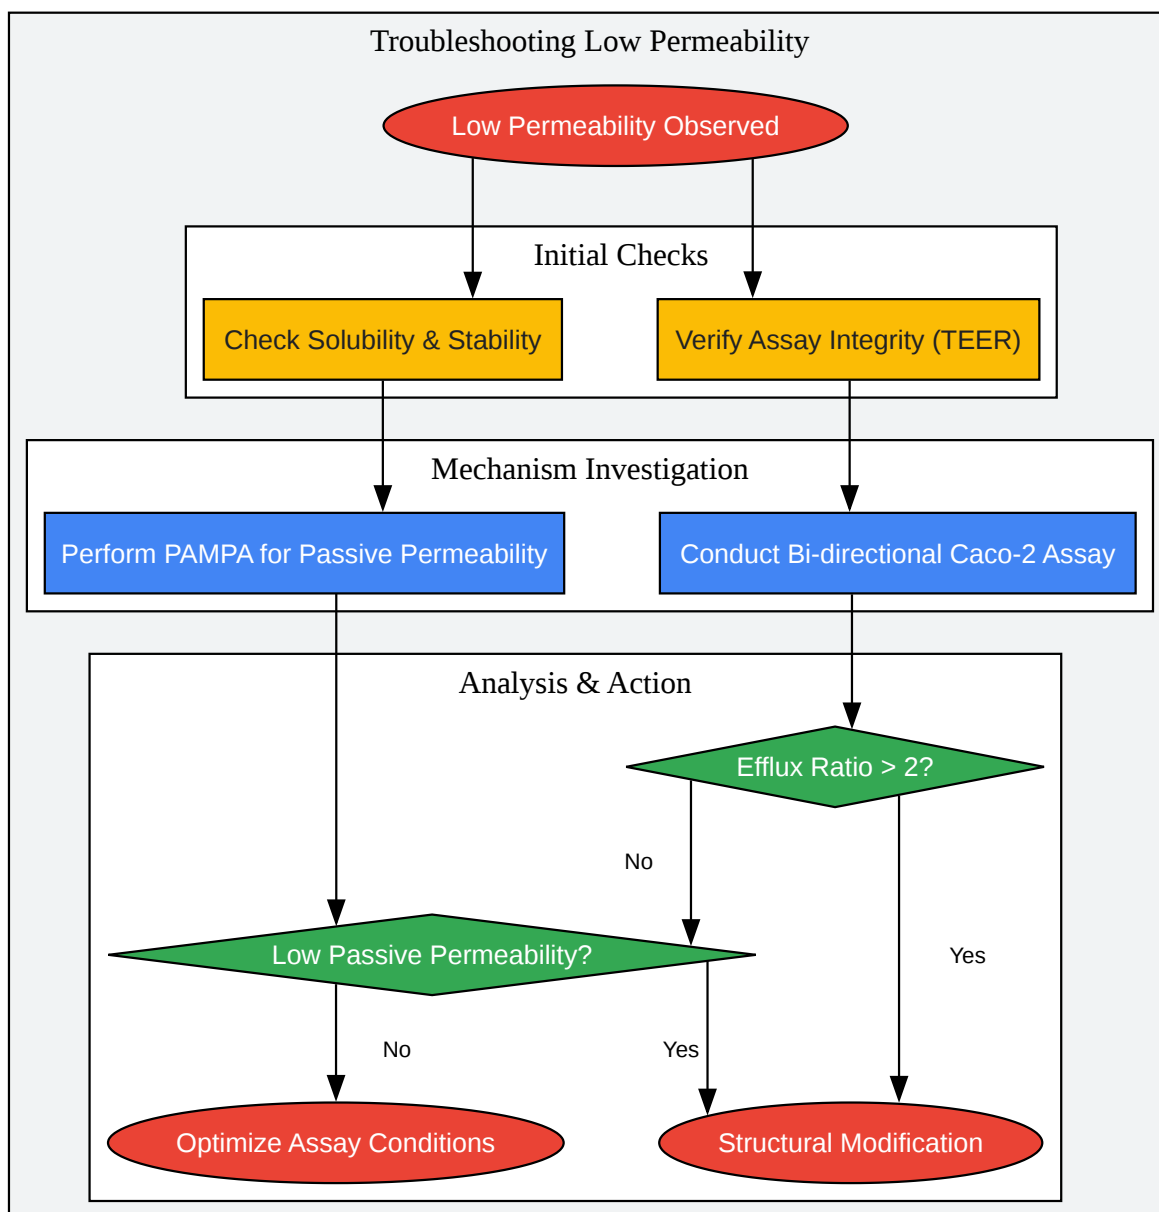 Troubleshooting Low Permeability
Low Permeability Observed
Initial Checks
Check Solubility & Stability
Verify Assay Integrity (TEER)
Mechanism Investigation
Perform PAMPA for Passive Permeability
Conduct Bi-directional Caco-2 Assay
Analysis & Action
Efflux Ratio > 2?
No
Low Passive Permeability?
Yes
No
Yes
Optimize Assay Conditions
Structural Modification